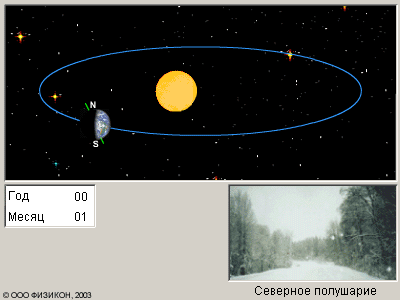 N
S
Год 00
Месяц 01
Северное полушарие
© ООО ФИЗИКОН, 2003